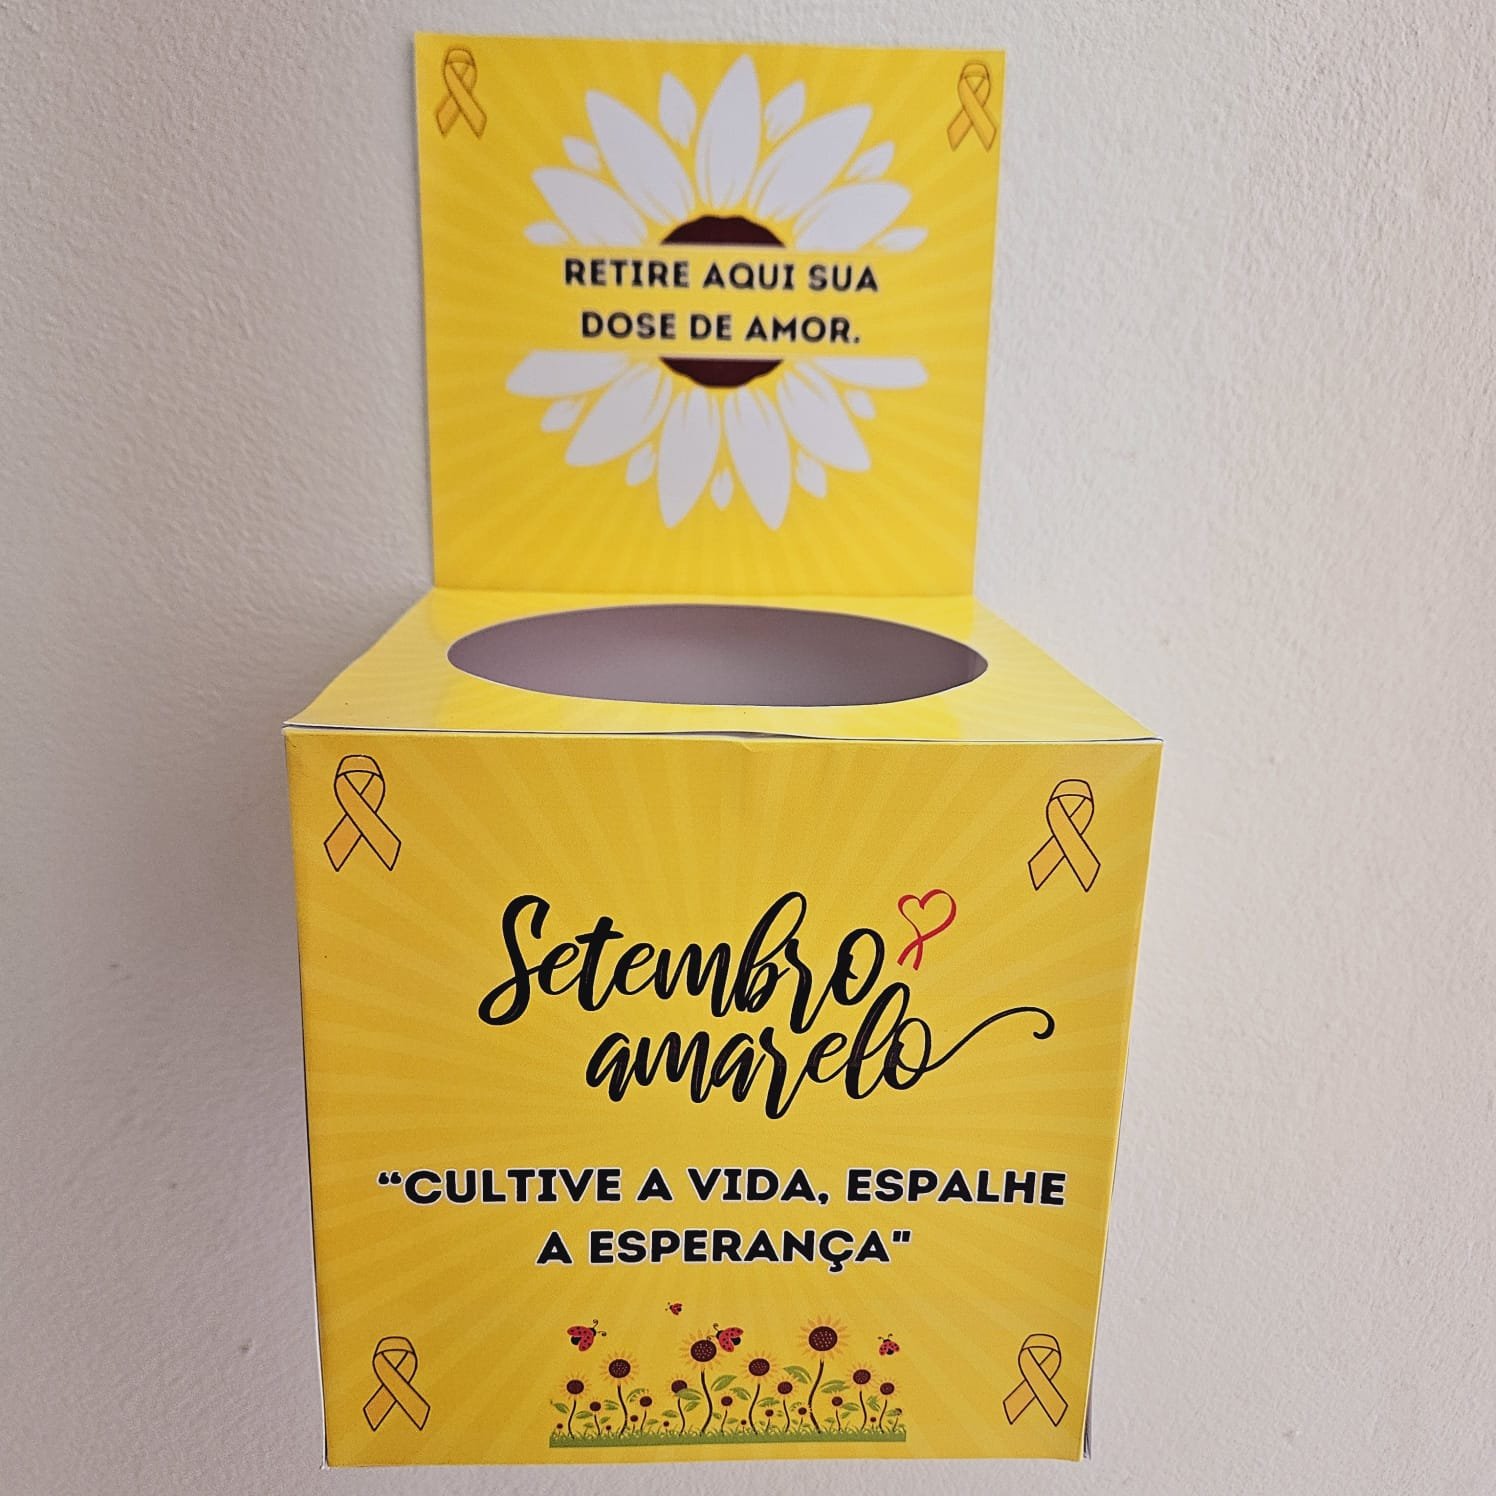 RETIRE AQUI SUA
DOSE DE AMOR.
Setembro
amarelo
“CULTIVE A VIDA, ESPALHE
A ESPERANÇA"